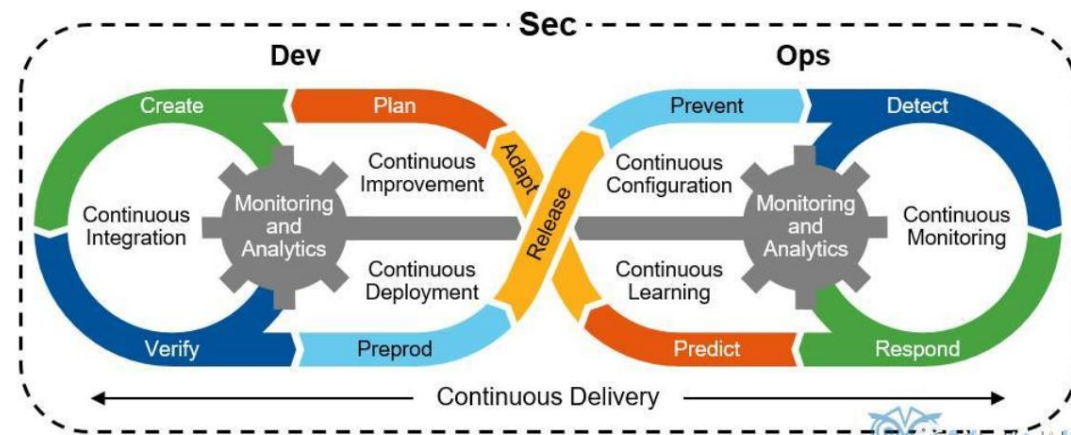 Sec
Dev
Ops
Create
Plan
Adapt
Release
Prevent
Detect
Continuous
Improvement
Continuous
Configuration
Continuous
Integration
Monitoring
and
Analytics
Monitoring
and
Analytics
Continuous
Monitoring
Continuous
Deployment
Continuous
Learning
Verify
Preprod
Predict
Respond
Continuous Delivery